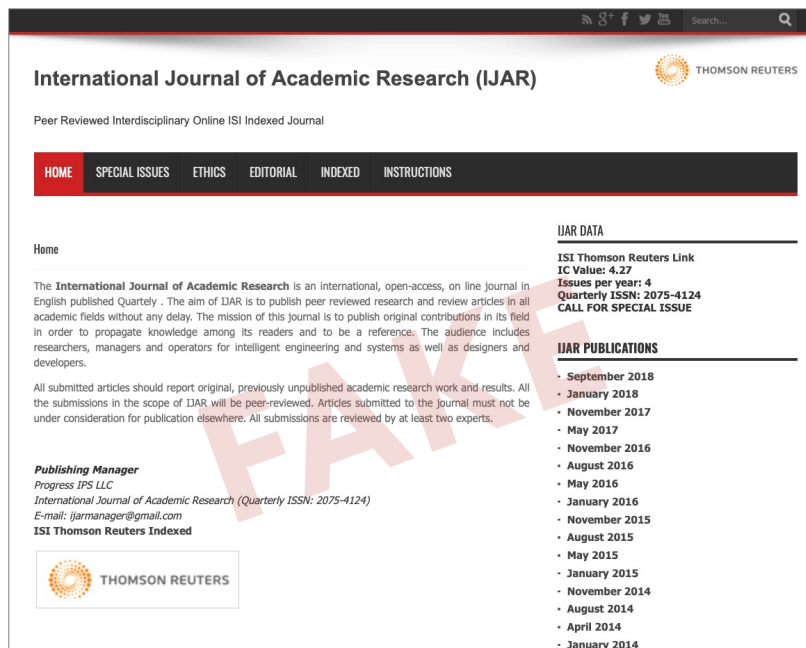 g+ f You Tube Search...
International Journal of Academic Research (IJAR)
THOMSON REUTERS
Peer Reviewed Interdisciplinary Online ISI Indexed Journal
HOME SPECIAL ISSUES ETHICS EDITORIAL INDEXED INSTRUCTIONS
Home
The International Journal of Academic Research is an international, open-access, on line journal in
English published Quartely . The aim of IJAR is to publish peer reviewed research and review articles in all
academic fields without any delay. The mission of this journal is to publish original contributions in its field
in order to propagate knowledge among its readers and to be a reference. The audience includes
researchers, managers and operators for intelligent engineering and systems as well as designers and
developers.
All submitted articles should report original, previously unpublished academic research work and results. All
the submissions in the scope of IJAR will be peer-reviewed. Articles submitted to the journal must not be
under consideration for publication elsewhere. All submissions are reviewed by at least two experts.
Publishing Manager
Progress IPS LLC
International Journal of Academic Research (Quarterly ISSN: 2075-4124)
E-mail: ijarmanager@gmail.com
ISI Thomson Reuters Indexed
THOMSON REUTERS
IJAR DATA
ISI Thomson Reuters Link
IC Value: 4.27
Issues per year: 4
Quarterly ISSN: 2075-4124
CALL FOR SPECIAL ISSUE
IJAR PUBLICATIONS
September 2018
January 2018
November 2017
May 2017
November 2016
August 2016
May 2016
January 2016
November 2015
August 2015
May 2015
January 2015
November 2014
August 2014
April 2014
January 2014
FAKE